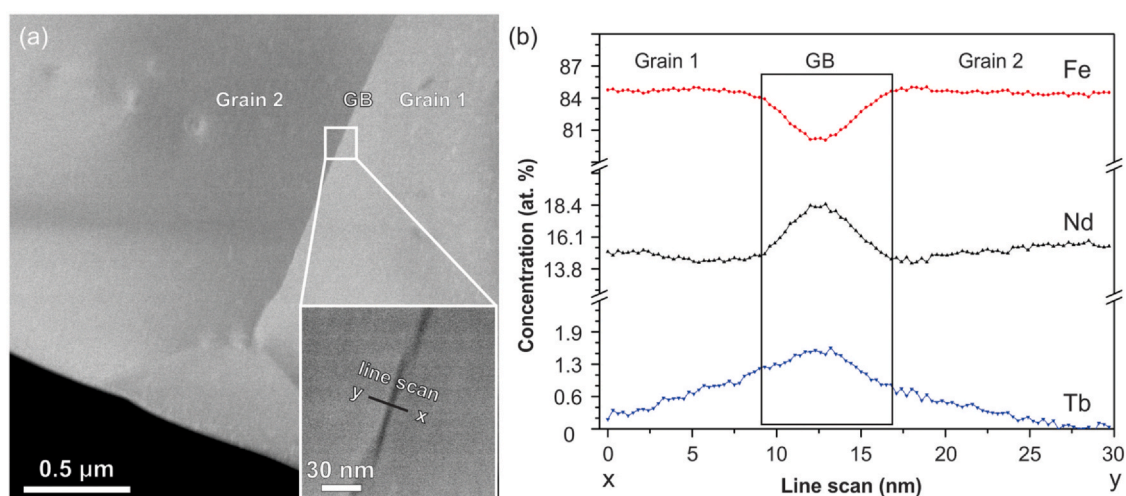 (a)
Grain 2
GB
Grain 1
line scan
y
x
30 nm
0.5 µm
(b)
Grain 1
GB
Grain 2
Fe
Nd
Tb
Concentration (at. %)
87
84
81
18.4
16.1
13.8
1.9
1.3
0.6
0
0 5 10 15 20 25 30
x Line scan (nm) y